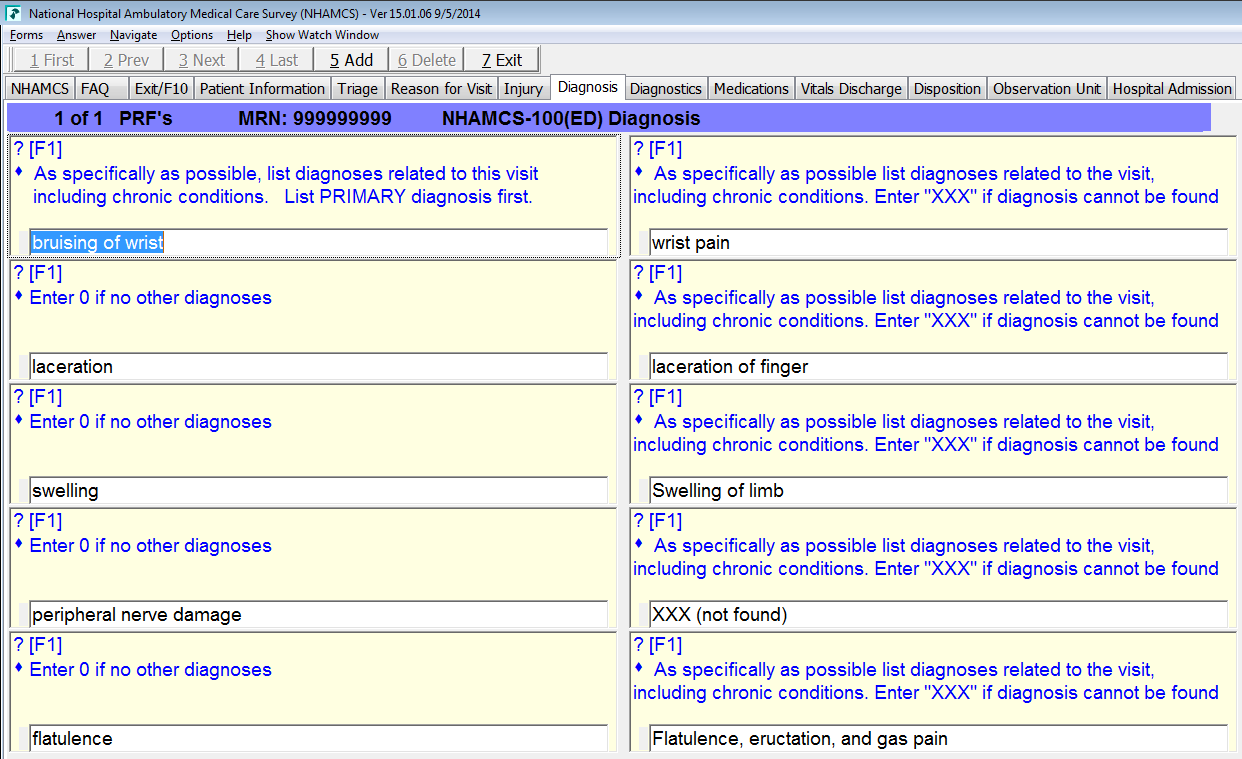 National Hospital Ambulatory Medical Care Survey (NHAMCS) - Ver 15.01.06 9/5/2014
Forms Answer Navigate Options Help Show Watch Window
1 First 2 Prev 3 Next 4 Last 5 Add 6 Delete 7 Exit
NHAMCS FAQ Exit/F10 Patient Information Triage Reason for Visit Injury Diagnosis Diagnostics Medications Vitals Discharge Disposition Observation Unit Hospital Admission
1 of 1 PRF's MRN: 999999999 NHAMCS-100(ED) Diagnosis
? [F1]
♦ As specifically as possible, list diagnoses related to this visit
including chronic conditions. List PRIMARY diagnosis first.
bruising of wrist
? [F1]
♦ As specifically as possible list diagnoses related to the visit,
including chronic conditions. Enter "XXX" if diagnosis cannot be found
wrist pain
? [F1]
♦ Enter 0 if no other diagnoses
laceration
? [F1]
♦ As specifically as possible list diagnoses related to the visit,
including chronic conditions. Enter "XXX" if diagnosis cannot be found
laceration of finger
? [F1]
♦ Enter 0 if no other diagnoses
swelling
? [F1]
♦ As specifically as possible list diagnoses related to the visit,
including chronic conditions. Enter "XXX" if diagnosis cannot be found
Swelling of limb
? [F1]
♦ Enter 0 if no other diagnoses
peripheral nerve damage
? [F1]
♦ As specifically as possible list diagnoses related to the visit,
including chronic conditions. Enter "XXX" if diagnosis cannot be found
XXX (not found)
? [F1]
♦ Enter 0 if no other diagnoses
flatulence
? [F1]
♦ As specifically as possible list diagnoses related to the visit,
including chronic conditions. Enter "XXX" if diagnosis cannot be found
Flatulence, eructation, and gas pain